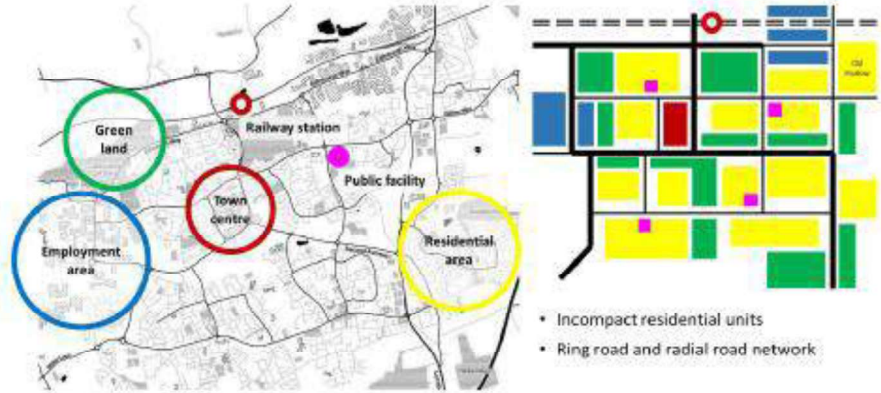 Green
land
Railway station
Public facility
Town
centre
Employment
area
Residential
area
Old
Harlow
• Incompact residential units
• Ring road and radial road network